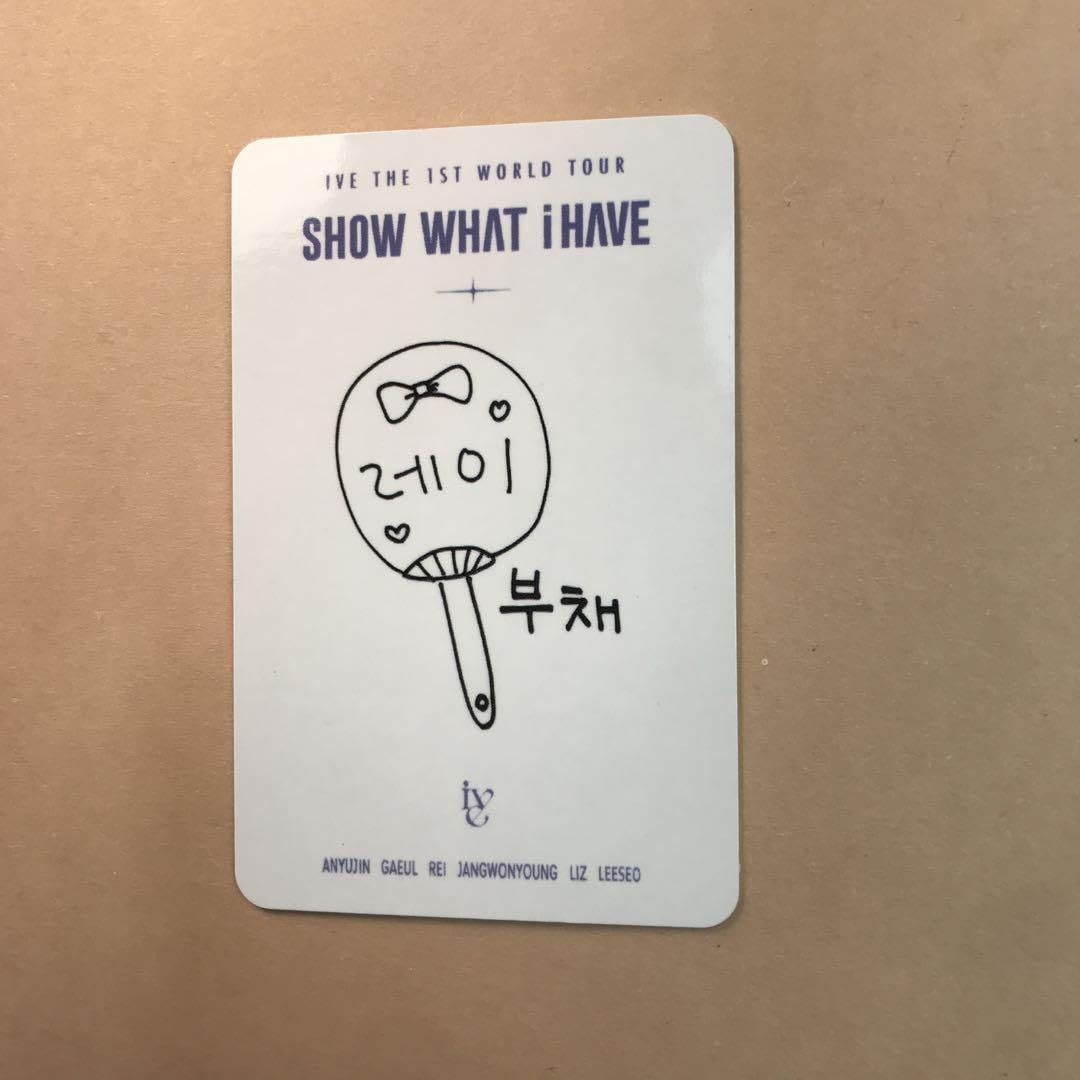 IVE THE 1ST WORLD TOUR
SHOW WHAT i HAVE
레이
부채
ive
ANYUJIN GAEUL REI JANGWONYOUNG LIZ LEESEO